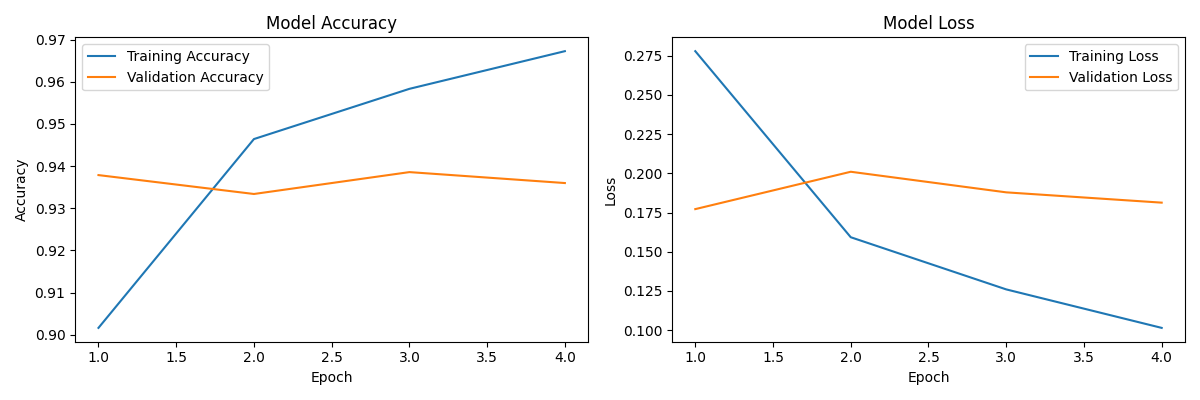 Model Accuracy
0.97
0.96
0.95
0.94
0.93
0.92
0.91
0.90
Accuracy
Training Accuracy
Validation Accuracy
1.0 1.5 2.0 2.5 3.0 3.5 4.0
Epoch
Model Loss
0.275
0.250
0.225
0.200
0.175
0.150
0.125
0.100
Loss
Training Loss
Validation Loss
1.0 1.5 2.0 2.5 3.0 3.5 4.0
Epoch